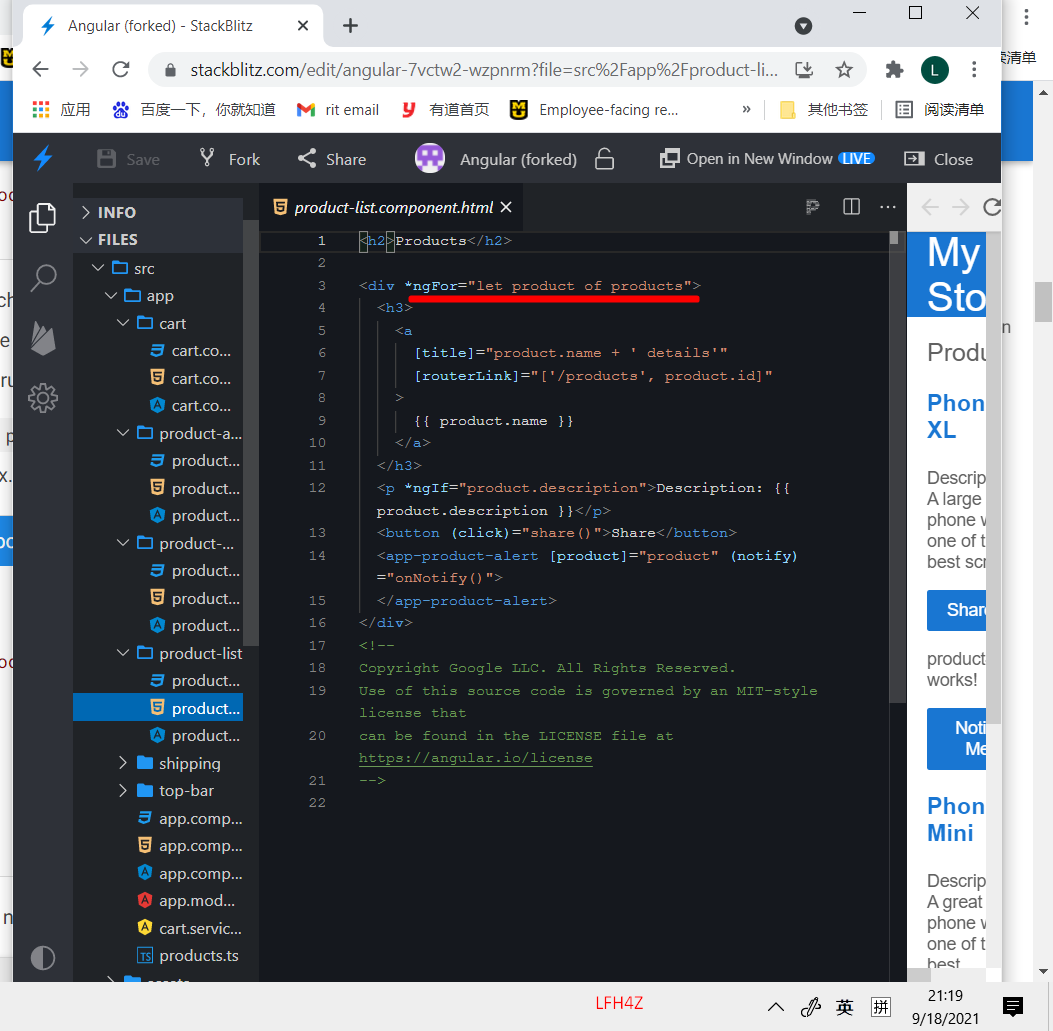 Angular (forked) - StackBlitz
stackblitz.com/edit/angular-7vctw2-wzpnrm?file=src%2Fapp%2Fproduct-li...
L
应用
百度一下，你就知道
rit email
有道首页
Employee-facing re...
»
其他书签
阅读清单
读清单
Save
Fork
Share
Angular (forked)
Open in New Window LIVE
Close
INFO
FILES
src
app
cart
cart.co...
cart.co...
cart.co...
product-a...
product...
product...
product...
product-...
product...
product...
product...
product-list
product...
product...
product...
shipping
top-bar
app.comp...
app.comp...
app.comp...
app.mod...
cart.servic...
TS products.ts
product-list.component.html
1 <h2>Products</h2>
2
3 <div *ngFor="let product of products">
4 <h3>
5 <a
6 [title]="product.name + ' details'"
7 [routerLink]="['/products', product.id]"
8 >
9 {{ product.name }}
10 </a>
11 </h3>
12 <p *ngIf="product.description">Description: {{
product.description }}</p>
13 <button (click)="share()">Share</button>
14 <app-product-alert [product]="product" (notify)
="onNotify()">
15 </app-product-alert>
16 </div>
17 <!--
18 Copyright Google LLC. All Rights Reserved.
19 Use of this source code is governed by an MIT-style
license that
20 can be found in the LICENSE file at
https://angular.io/license
21 -->
22
My
Sto
Produ
Phon
XL
Descrip
A large
phone w
one of t
best scr
Share
product
works!
Noti
Me
Phon
Mini
Descrip
A great
phone w
one of t
best
LFH4Z
英
拼
21:19
9/18/2021